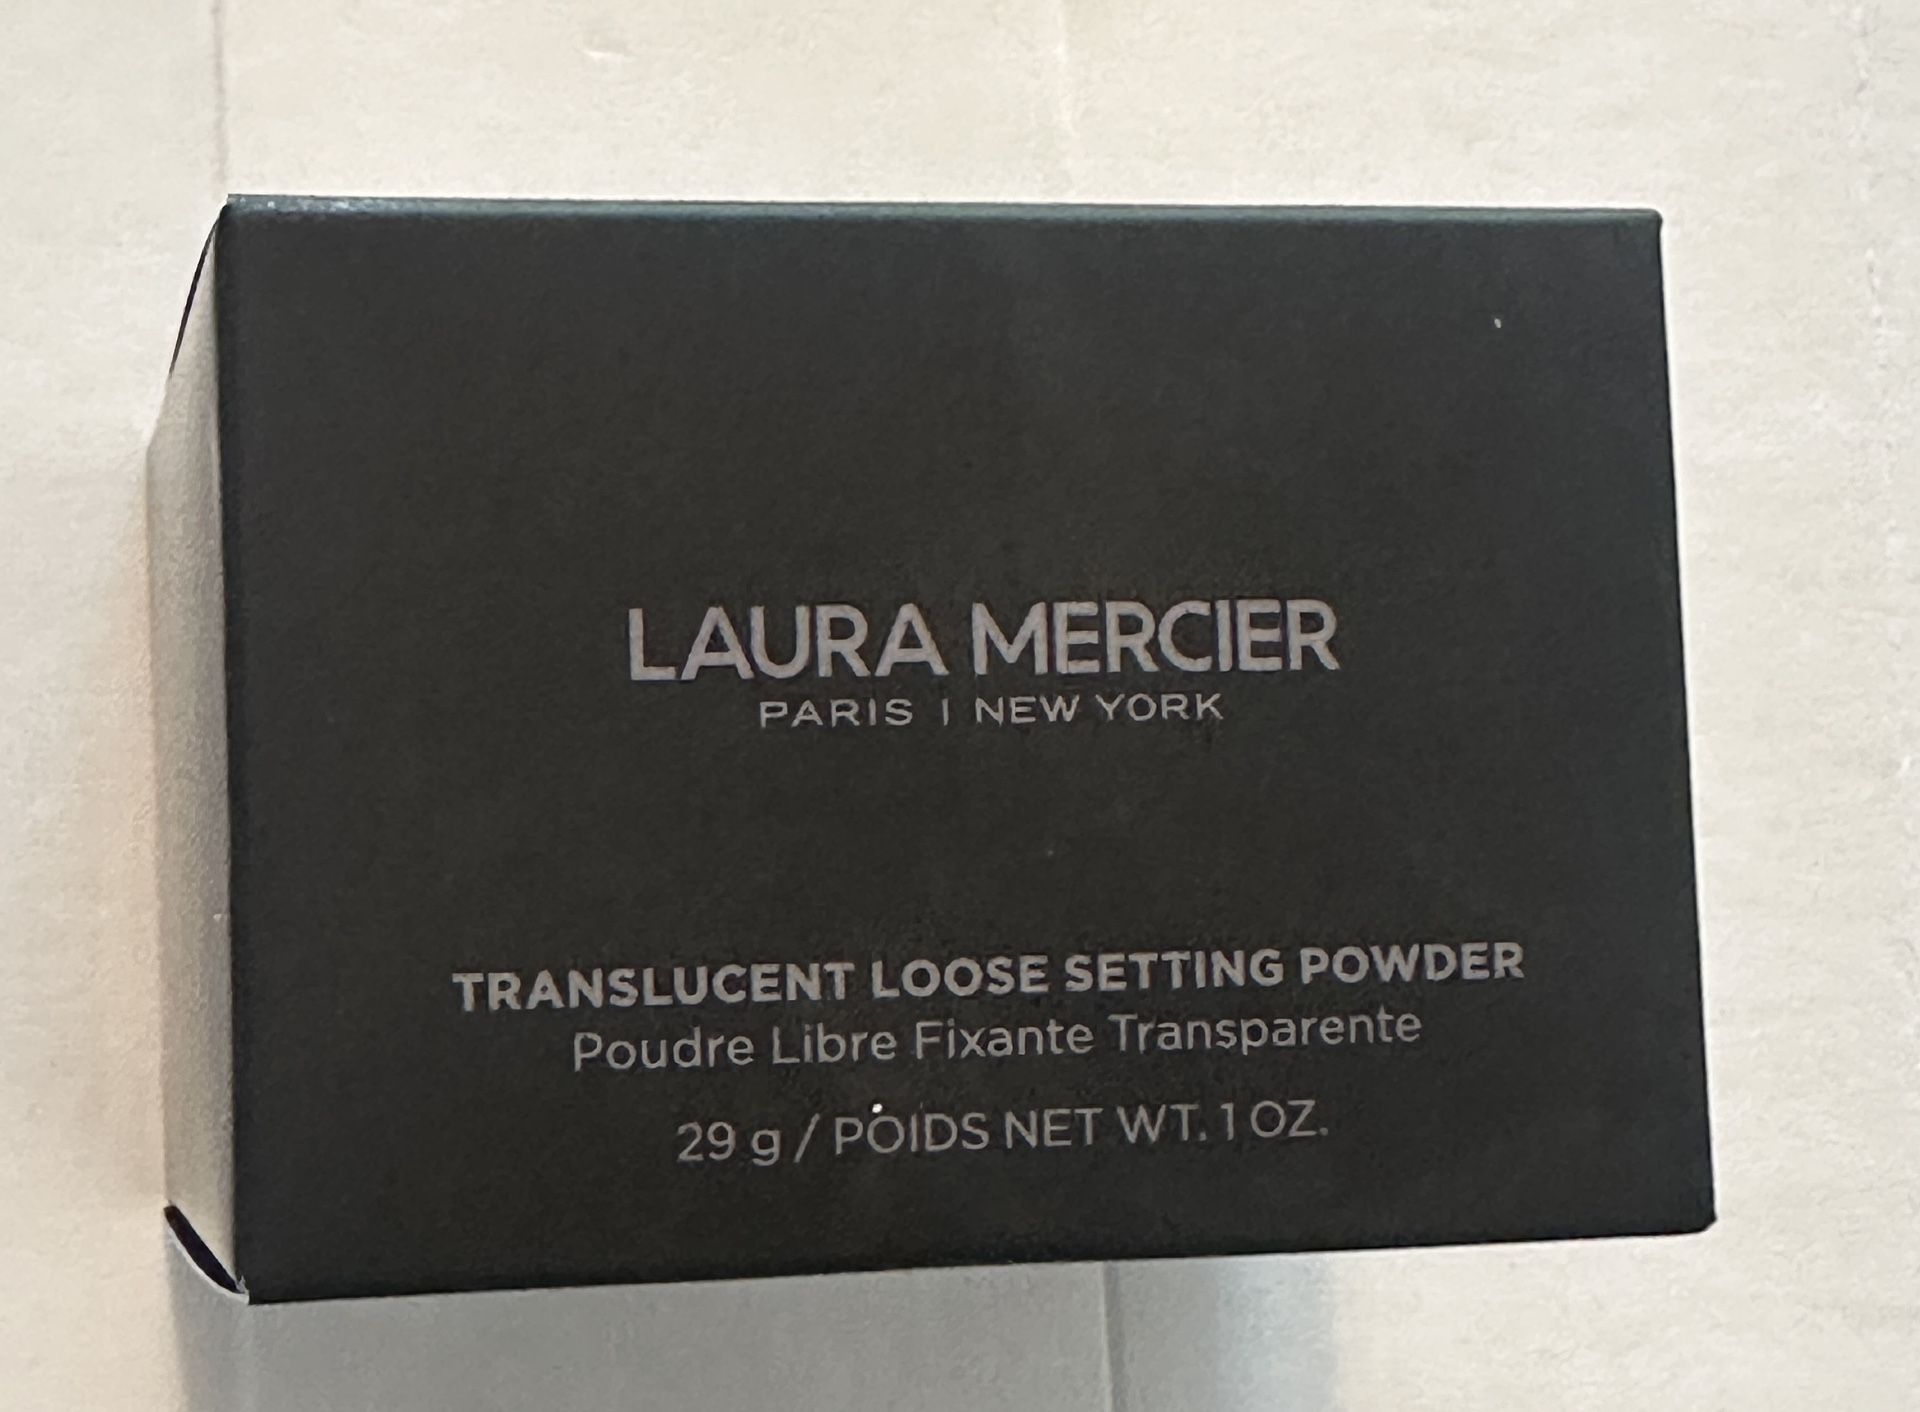 LAURA MERCIER
PARIS | NEW YORK
TRANSLUCENT LOOSE SETTING POWDER
Poudre Libre Fixante Transparente
29 g / POIDS NET WT. 1 OZ.